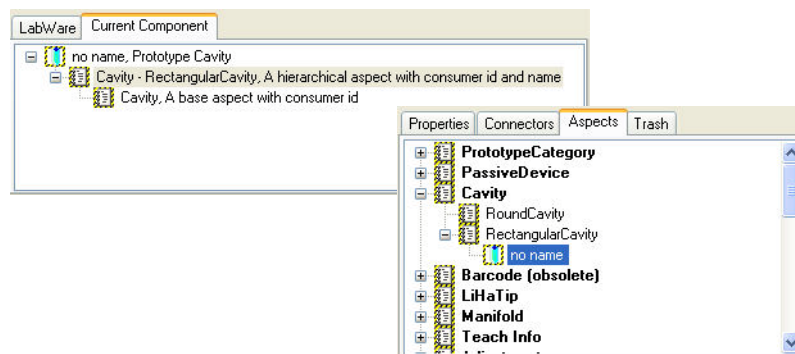 LabWare Current Component
no name, Prototype Cavity
Cavity - RectangularCavity, A hierarchical aspect with consumer id and name
Cavity, A base aspect with consumer id
Properties Connectors Aspects Trash
PrototypeCategory
PassiveDevice
Cavity
RoundCavity
RectangularCavity
no name
Barcode (obsolete)
LiHaTip
Manifold
Teach Info